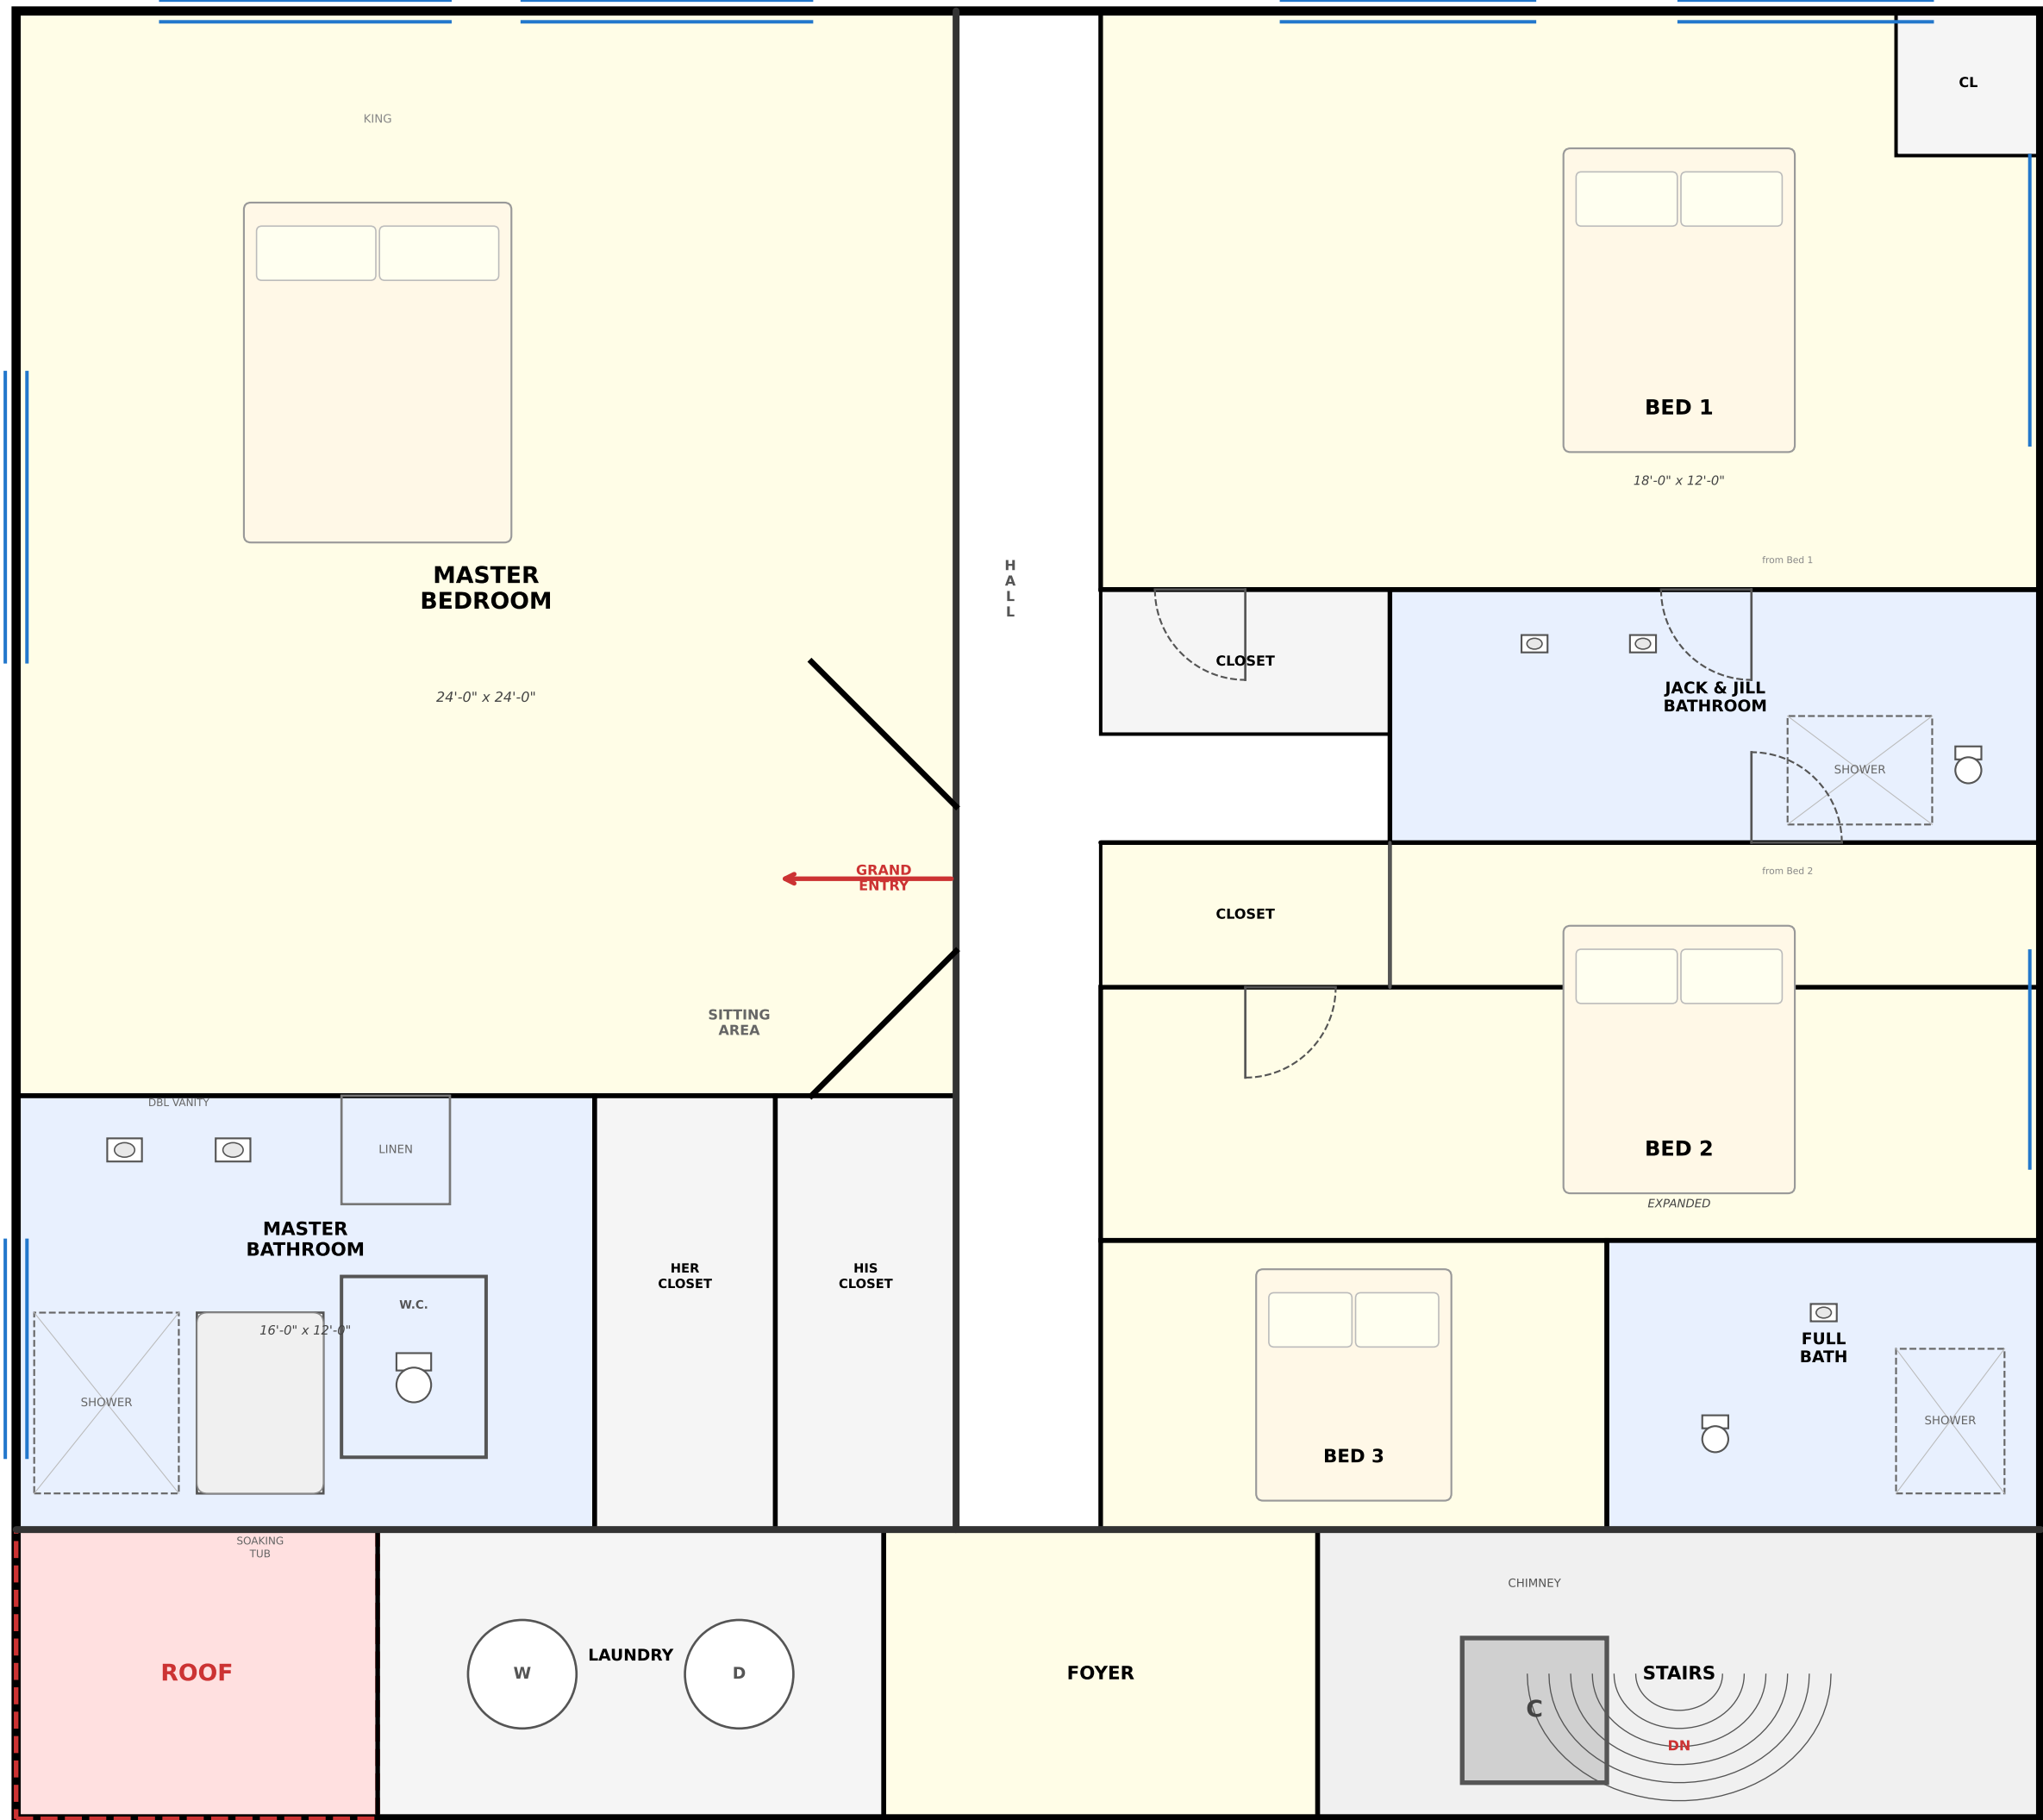 CL
KING
BED 1
18'-0" x 12'-0"
from Bed 1
H
A
L
L
MASTER
BEDROOM
24'-0" x 24'-0"
CLOSET
JACK & JILL
BATHROOM
SHOWER
GRAND
ENTRY
from Bed 2
CLOSET
SITTING
AREA
DBL VANITY
LINEN
BED 2
EXPANDED
MASTER
BATHROOM
HER
CLOSET
HIS
CLOSET
W.C.
16'-0" x 12'-0"
SHOWER
FULL
BATH
SHOWER
BED 3
SOAKING
TUB
CHIMNEY
ROOF
W
LAUNDRY
D
FOYER
STAIRS
C
DN